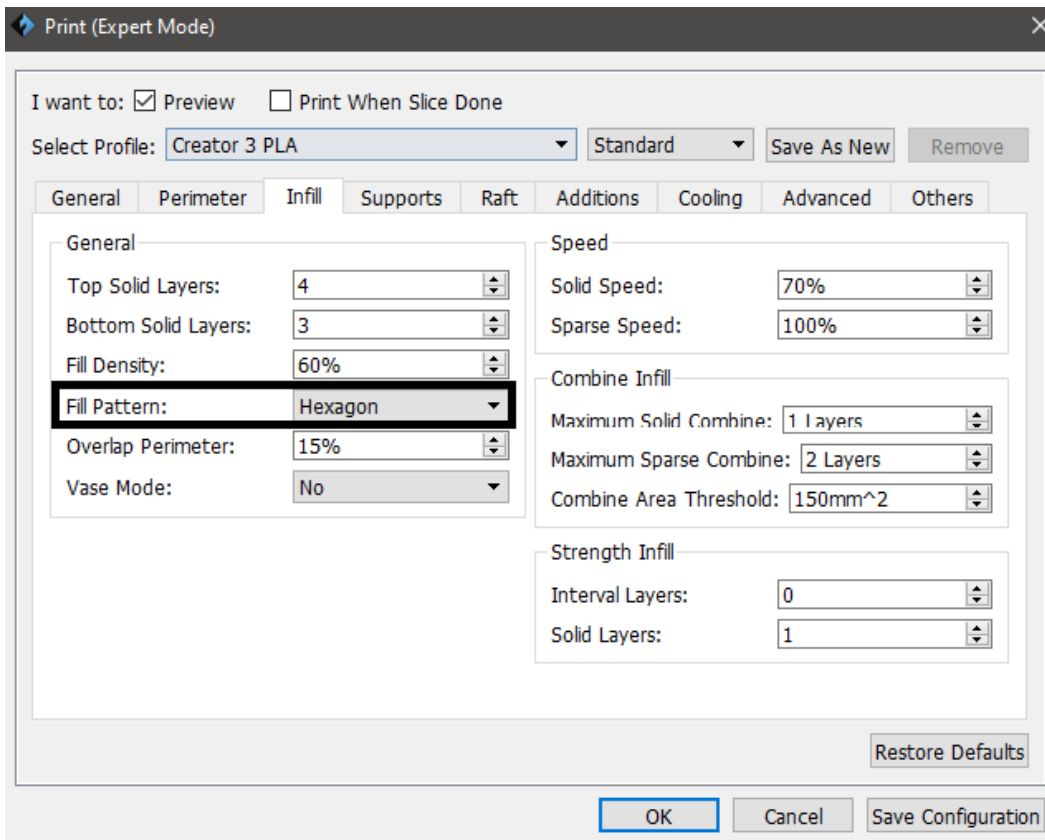 Print (Expert Mode)
I want to: Preview Print When Slice Done
Select Profile: Creator 3 PLA Standard Save As New Remove
General Perimeter Infill Supports Raft Additions Cooling Advanced Others
General
Top Solid Layers: 4
Bottom Solid Layers: 3
Fill Density: 60%
Fill Pattern: Hexagon
Overlap Perimeter: 15%
Vase Mode: No
Speed
Solid Speed: 70%
Sparse Speed: 100%
Combine Infill
Maximum Solid Combine: 1 Layers
Maximum Sparse Combine: 2 Layers
Combine Area Threshold: 150mm^2
Strength Infill
Interval Layers: 0
Solid Layers: 1
Restore Defaults
OK Cancel Save Configuration